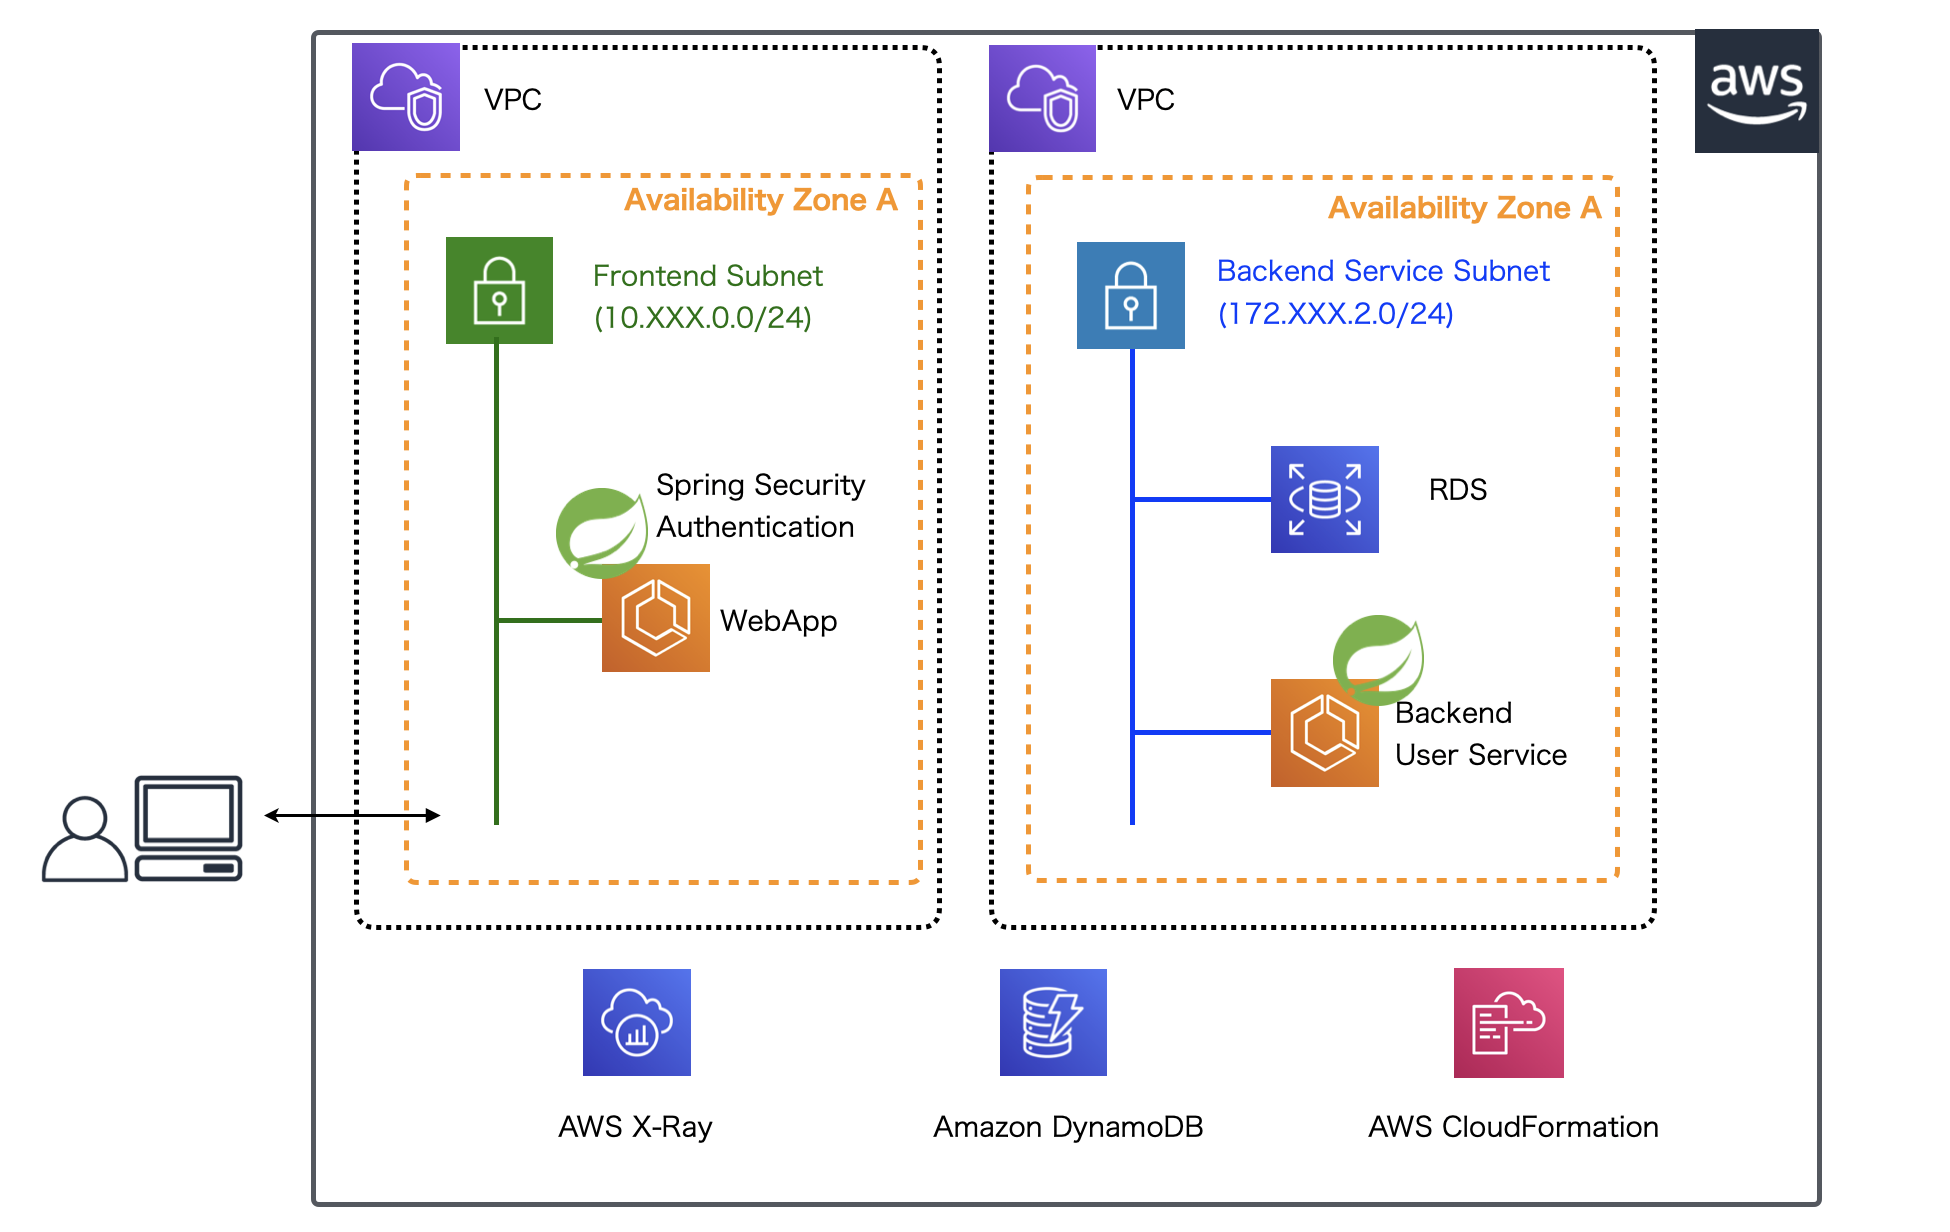 aws
VPC
Availability Zone A
Frontend Subnet
(10.XXX.0.0/24)
Spring Security
Authentication
WebApp
VPC
Availability Zone A
Backend Service Subnet
(172.XXX.2.0/24)
RDS
Backend
User Service
AWS X-Ray
Amazon DynamoDB
AWS CloudFormation